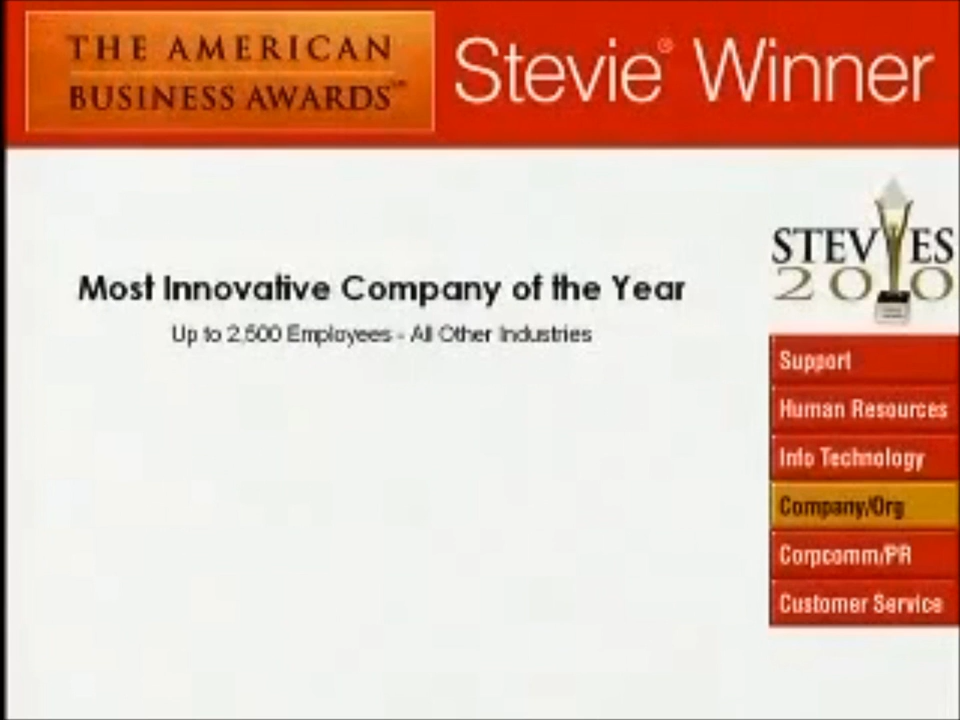 THE AMERICAN
BUSINESS AWARDS℠
Stevie® Winner
STEVIES
2010
Most Innovative Company of the Year
Up to 2,500 Employees - All Other Industries
Support
Human Resources
Info Technology
Company/Org
Corpcomm/PR
Customer Service